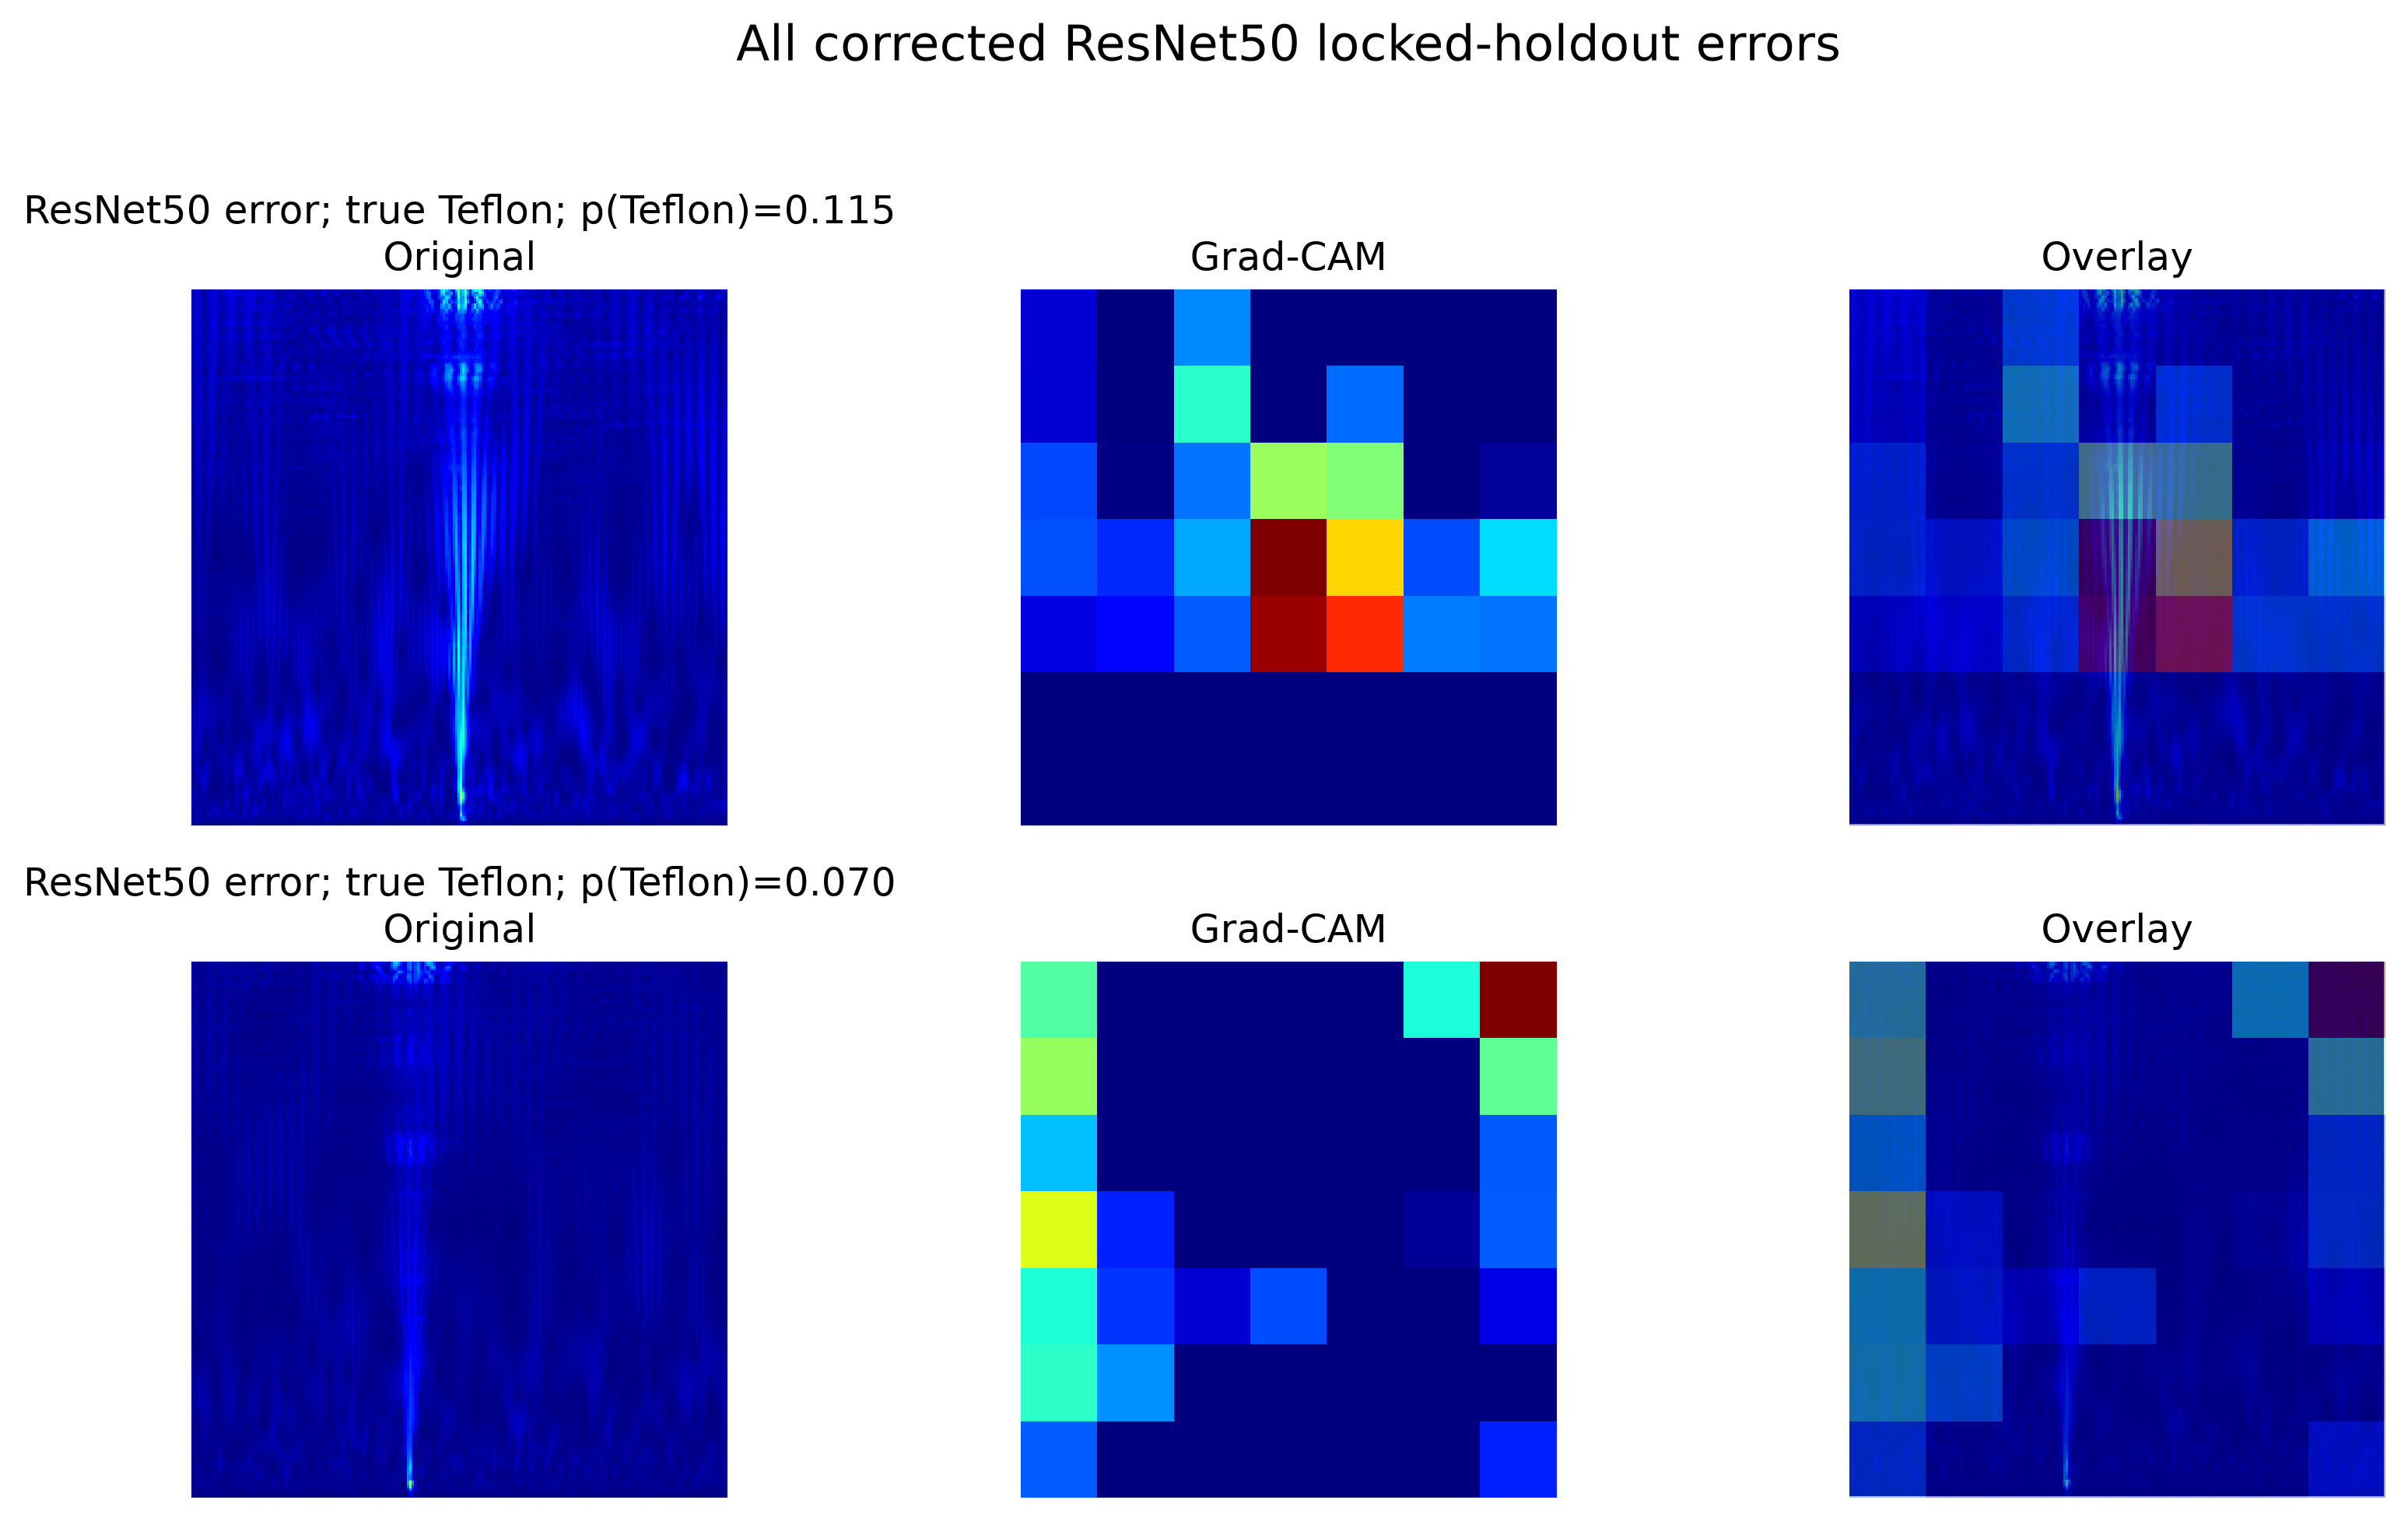 All corrected ResNet50 locked-holdout errors
ResNet50 error; true Teflon; p(Teflon)=0.115
Original
Grad-CAM
Overlay
ResNet50 error; true Teflon; p(Teflon)=0.070
Original
Grad-CAM
Overlay